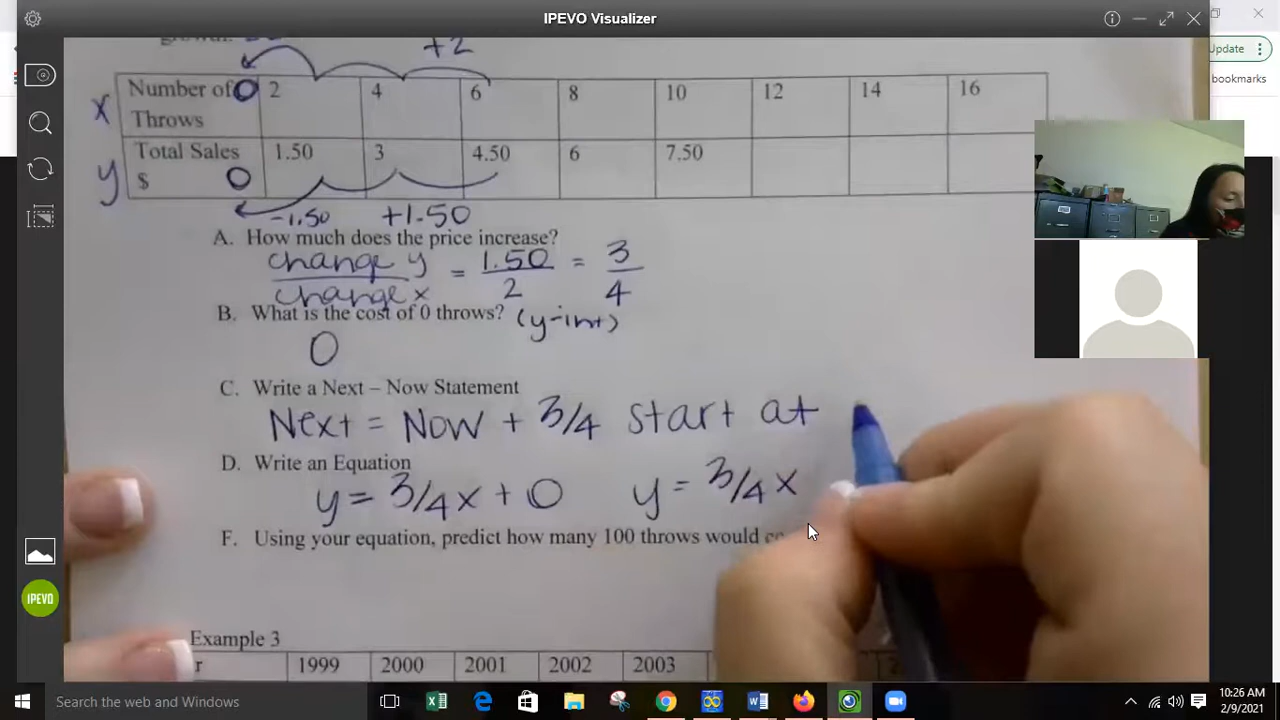 IPEVO Visualizer
Update
bookmarks
+2
x Number of 0 2 4 6 8 10 12 14 16
Throws
y Total Sales 1.50 3 4.50 6 7.50
$ 0
-1.50 +1.50
A. How much does the price increase?
change y / change x = 1.50 / 2 = 3 / 4
B. What is the cost of 0 throws? (y-int)
0
C. Write a Next – Now Statement
Next = Now + 3/4 start at
D. Write an Equation
y = 3/4x + 0 y = 3/4x
F. Using your equation, predict how many 100 throws would
Example 3
r 1999 2000 2001 2002 2003
IPEVO
Search the web and Windows
10:26 AM
2/9/2021